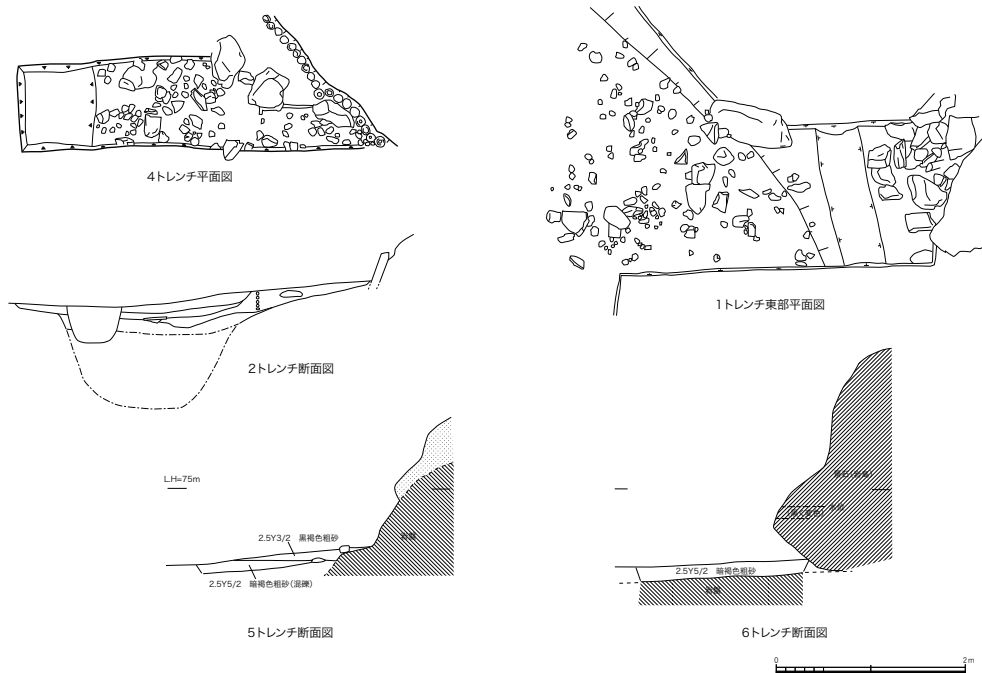 4トレンチ平面図
1トレンチ東部平面図
2トレンチ断面図
L.H=75m
2.5Y3/2 黒褐色粗砂
岩盤
2.5Y5/2 暗褐色粗砂(混礫)
5トレンチ断面図
水位
2.5Y5/2 暗褐色粗砂
岩盤
6トレンチ断面図
0 2m